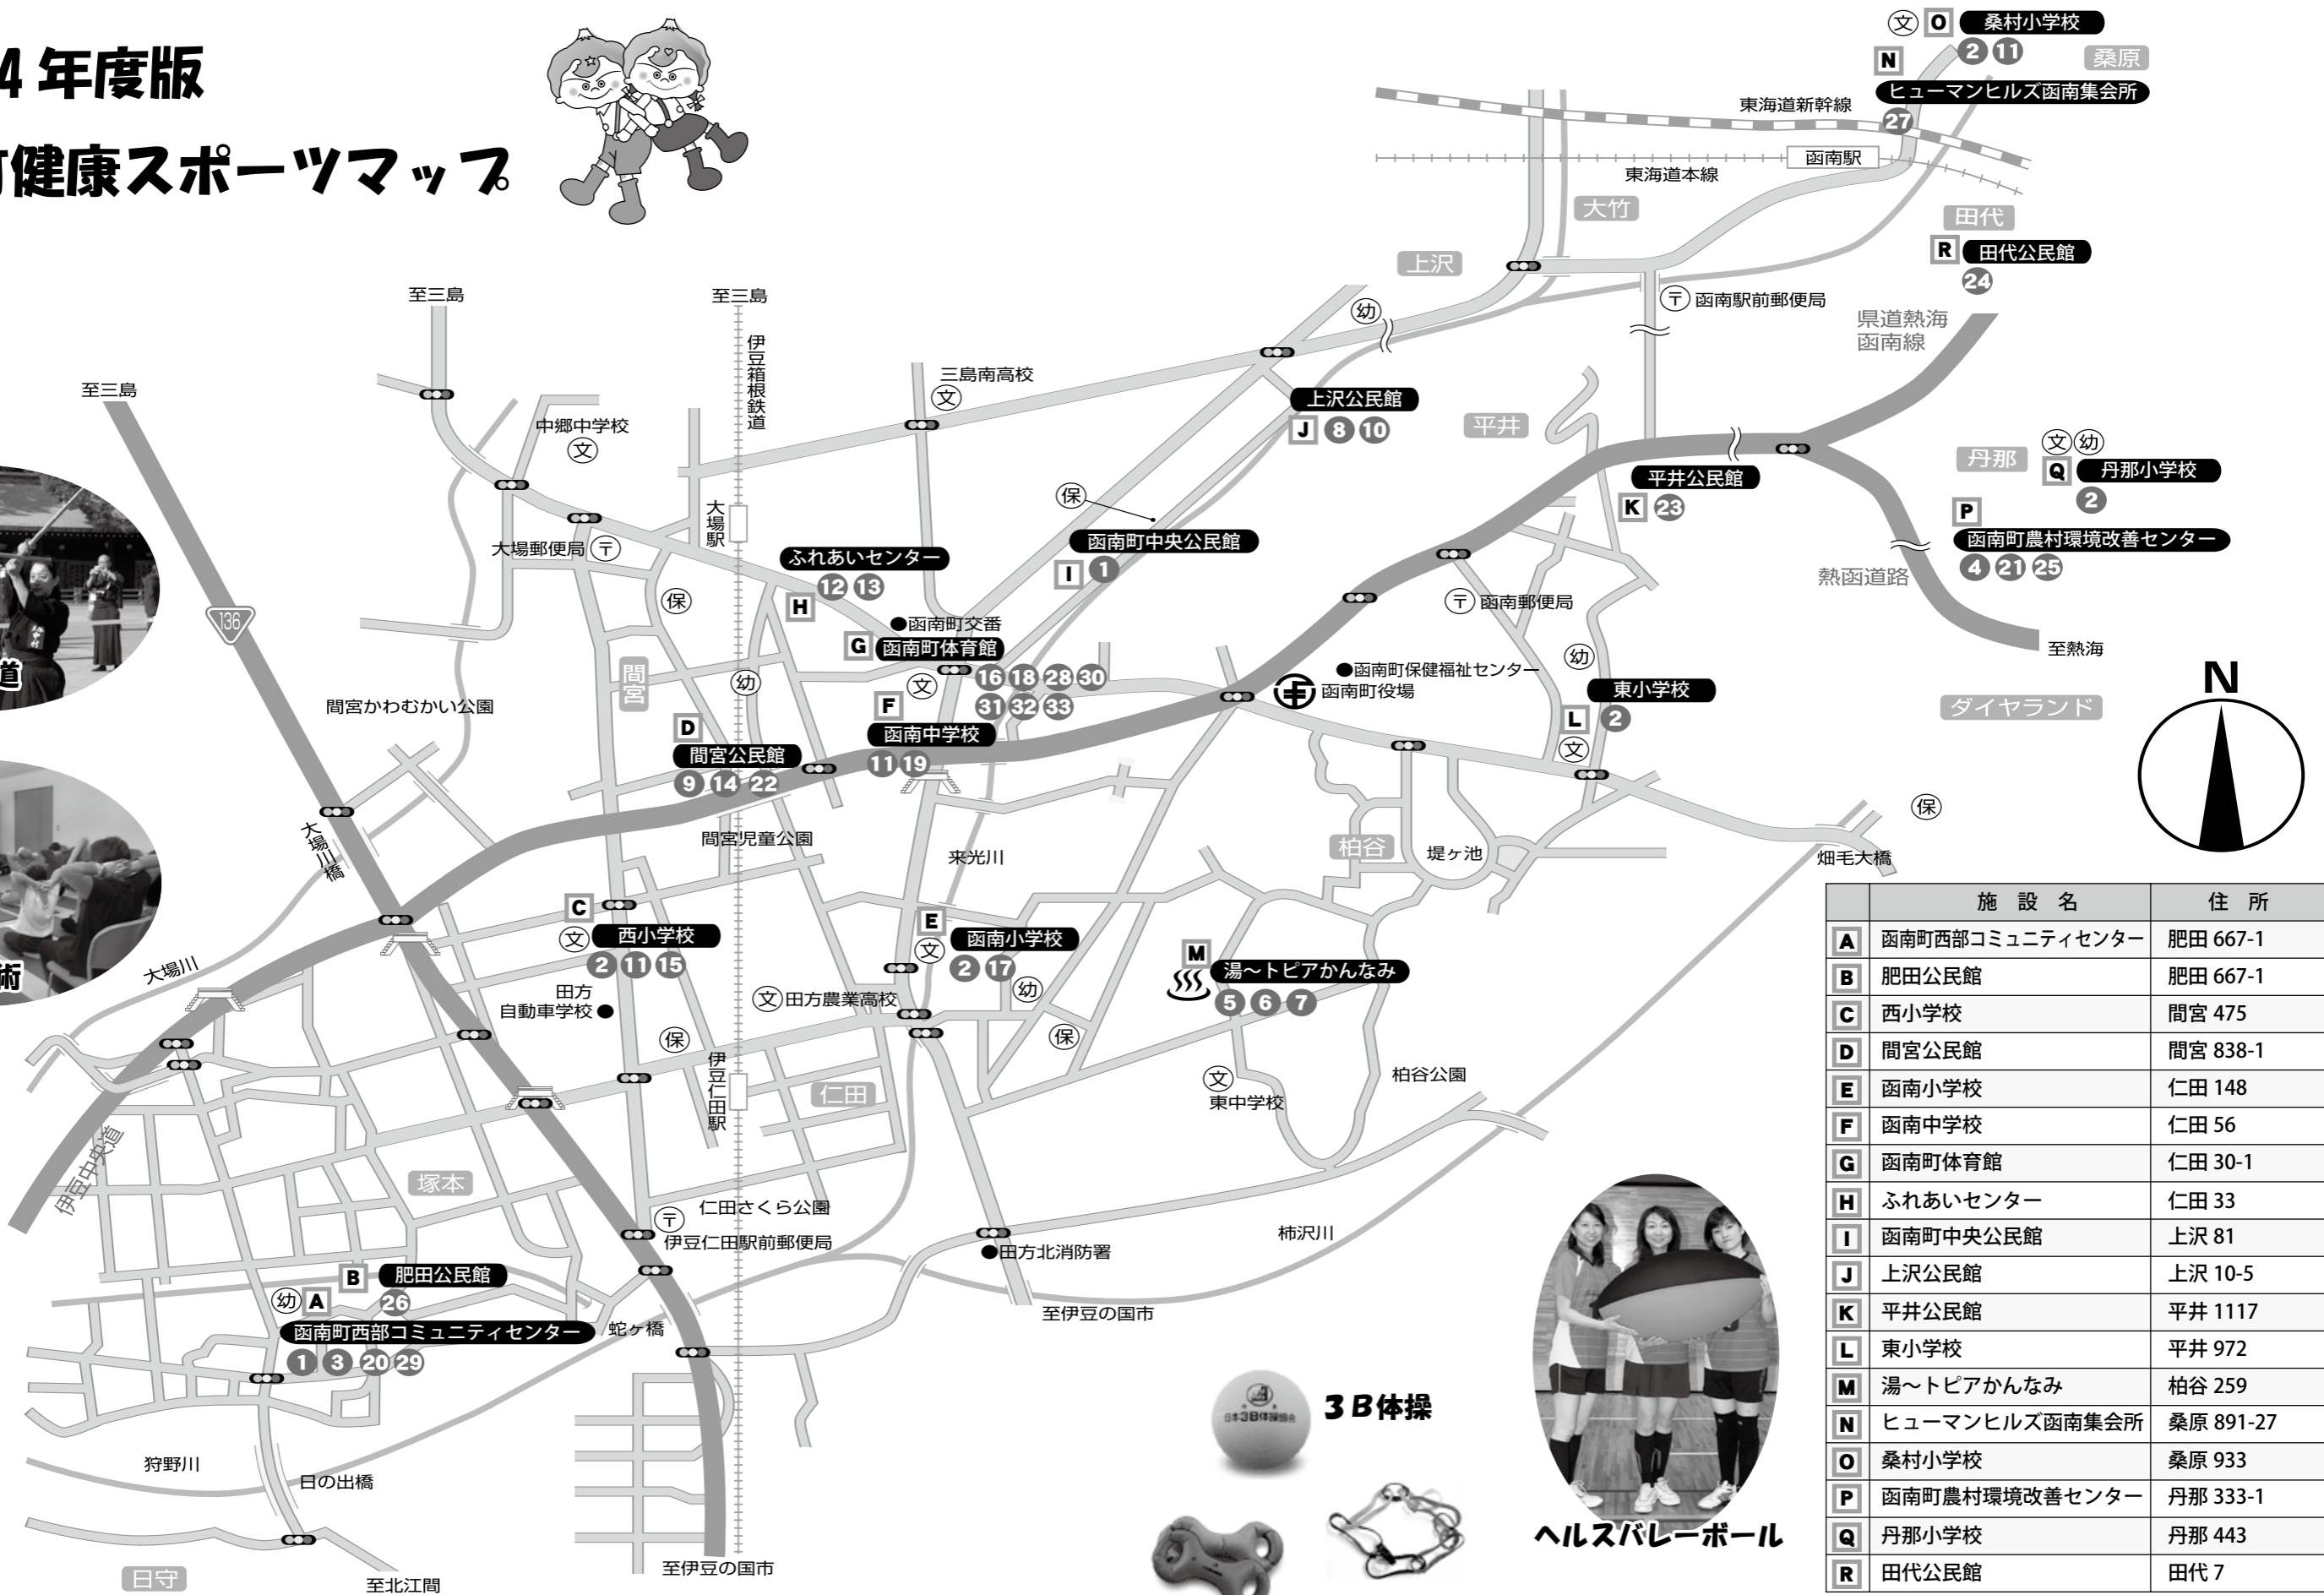 4 年度版
健康スポーツマップ
文 O 桑村小学校
2 11
桑原
N
ヒューマンヒルズ函南集会所
27
東海道新幹線
函南駅
東海道本線
大竹
田代
R 田代公民館
24
上沢
〒 函南駅前郵便局
県道熱海
函南線
幼
至三島
至三島
至三島
伊豆箱根鉄道
三島南高校
文
中郷中学校
文
上沢公民館
J 8 10
平井
平井公民館
K 23
文 幼
丹那
Q 丹那小学校
2
P
函南町農村環境改善センター
4 21 25
熱函道路
至熱海
ダイヤランド
N
保
大場駅
大場郵便局 〒
函南町中央公民館
I 1
ふれあいセンター
12 13
H
保
136
函南町交番
G 函南町体育館
16 18 28 30
31 32 33
文
F
函南中学校
11 19
〒 函南郵便局
幼
函南町保健福祉センター
函南町役場
東小学校
L 2
文
間宮
幼
間宮かわむかい公園
D
間宮公民館
9 14 22
道
間宮児童公園
来光川
柏谷
堤ヶ池
保
畑毛大橋
大場川橋
C
文 西小学校
2 11 15
E
文 函南小学校
2 17
M
湯～トピアかんなみ
5 6 7
大場川
術
田方
自動車学校
文 田方農業高校
幼
保
保
伊豆仁田駅
仁田
文
東中学校
柏谷公園
伊豆中央道
塚本
仁田さくら公園
〒
伊豆仁田駅前郵便局
田方北消防署
柿沢川
至伊豆の国市
B 肥田公民館
26
幼 A
函南町西部コミュニティセンター
1 3 20 29
蛇ヶ橋
狩野川
日の出橋
日守
至北江間
至伊豆の国市
日本3B体操協会
3B体操
ヘルスバレーボール
施 設 名 住 所
A 函南町西部コミュニティセンター 肥田 667-1
B 肥田公民館 肥田 667-1
C 西小学校 間宮 475
D 間宮公民館 間宮 838-1
E 函南小学校 仁田 148
F 函南中学校 仁田 56
G 函南町体育館 仁田 30-1
H ふれあいセンター 仁田 33
I 函南町中央公民館 上沢 81
J 上沢公民館 上沢 10-5
K 平井公民館 平井 1117
L 東小学校 平井 972
M 湯～トピアかんなみ 柏谷 259
N ヒューマンヒルズ函南集会所 桑原 891-27
O 桑村小学校 桑原 933
P 函南町農村環境改善センター 丹那 333-1
Q 丹那小学校 丹那 443
R 田代公民館 田代 7